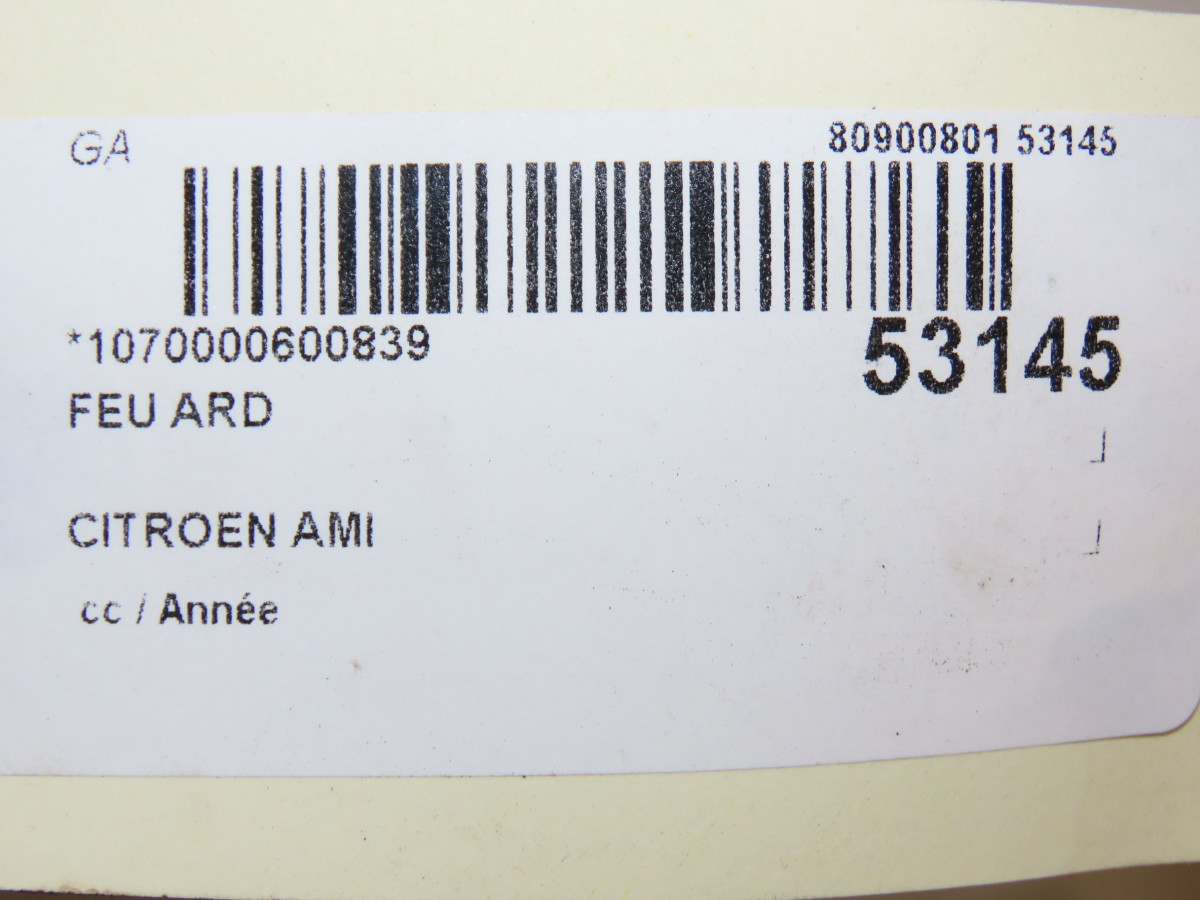 GA 80900801 53145
*1070000600839 53145
FEU ARD
CITROEN AMI
cc / Année